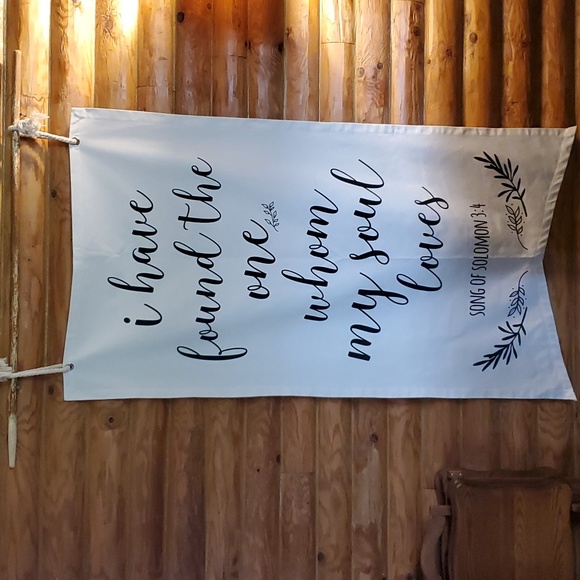 i have
found the
one
whom
my soul
loves
SONG OF SOLOMON 3:4